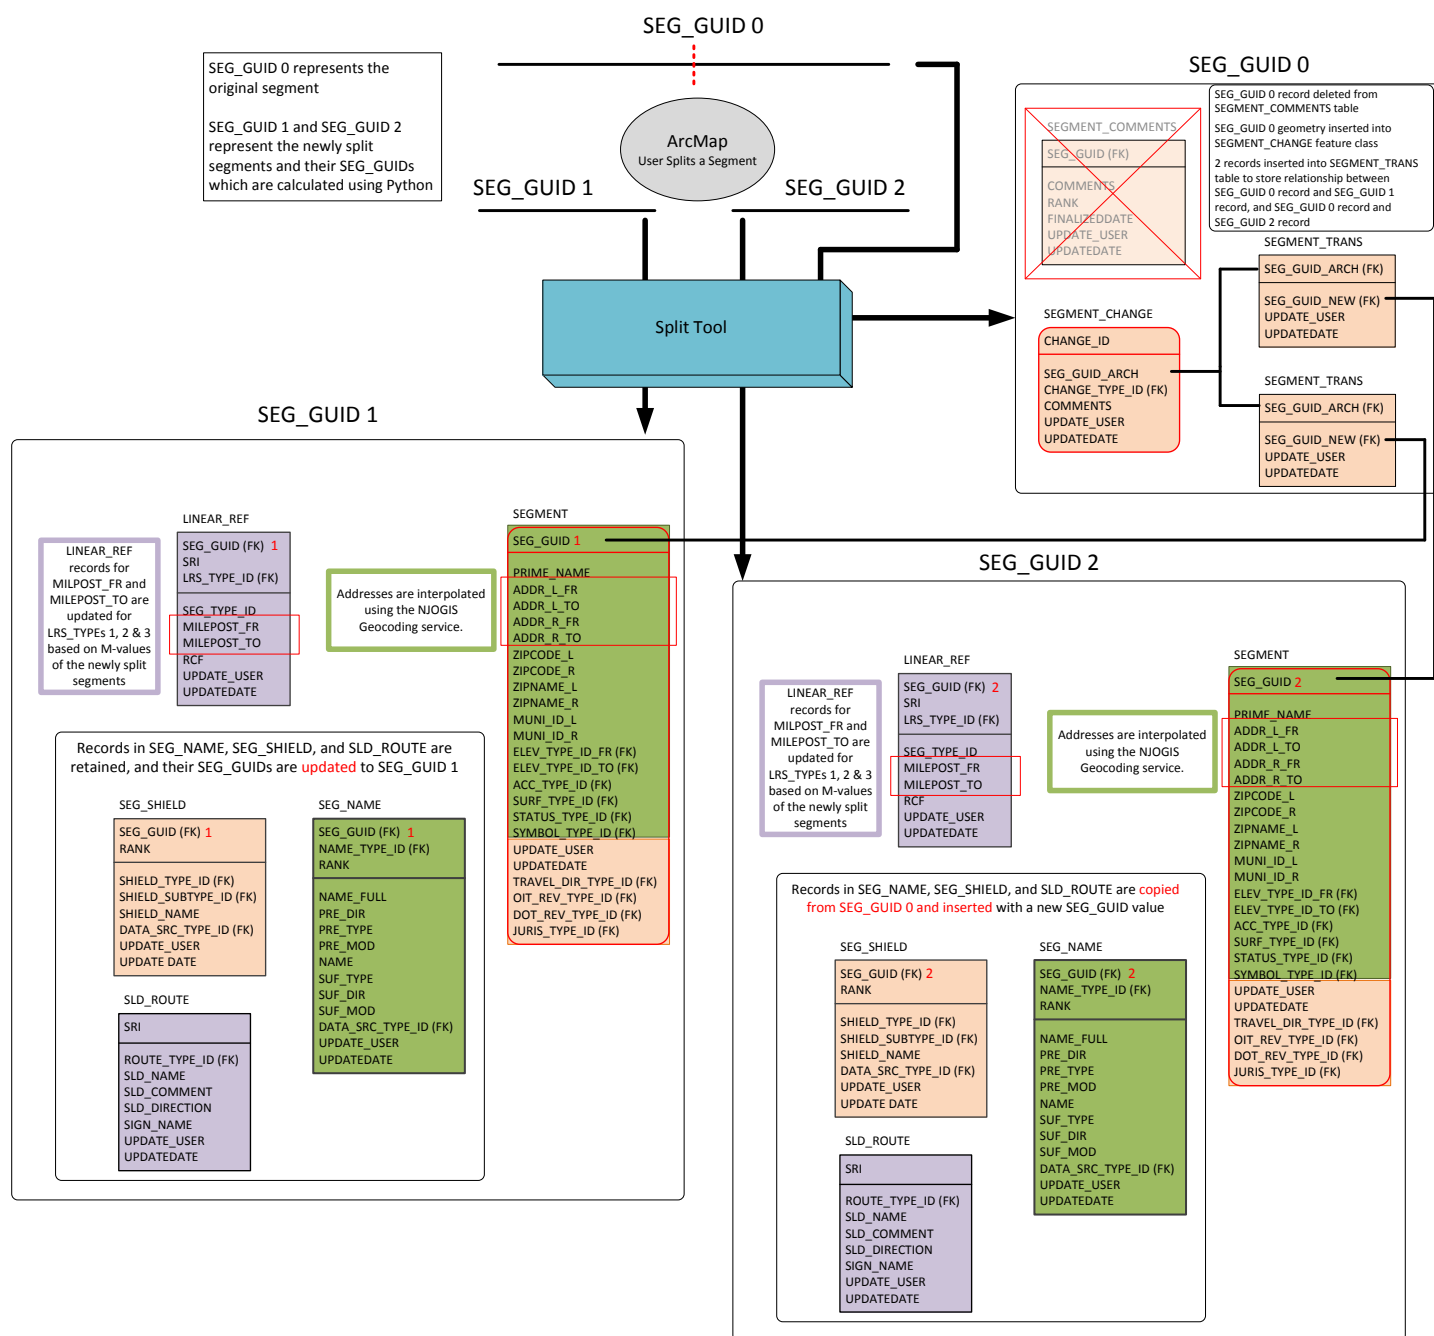 SEG_GUID 0
SEG_GUID 0 represents the
original segment
SEG_GUID 1 and SEG_GUID 2
represent the newly split
segments and their SEG_GUIDs
which are calculated using Python
ArcMap
User Splits a Segment
SEG_GUID 1
SEG_GUID 2
Split Tool
SEG_GUID 0
SEG_GUID 0 record deleted from
SEGMENT_COMMENTS table
SEG_GUID 0 geometry inserted into
SEGMENT_CHANGE feature class
2 records inserted into SEGMENT_TRANS
table to store relationship between
SEG_GUID 0 record and SEG_GUID 1
record, and SEG_GUID 0 record and
SEG_GUID 2 record
SEGMENT_COMMENTS
SEG_GUID (FK)
COMMENTS
RANK
FINALIZEDDATE
UPDATE_USER
UPDATEDATE
SEGMENT_TRANS
SEG_GUID_ARCH (FK)
SEG_GUID_NEW (FK)
UPDATE_USER
UPDATEDATE
SEGMENT_CHANGE
CHANGE_ID
SEG_GUID_ARCH
CHANGE_TYPE_ID (FK)
COMMENTS
UPDATE_USER
UPDATEDATE
SEGMENT_TRANS
SEG_GUID_ARCH (FK)
SEG_GUID_NEW (FK)
UPDATE_USER
UPDATEDATE
SEG_GUID 1
LINEAR_REF
records for
MILPOST_FR and
MILEPOST_TO are
updated for
LRS_TYPEs 1, 2 & 3
based on M-values
of the newly split
segments
LINEAR_REF
SEG_GUID (FK) 1
SRI
LRS_TYPE_ID (FK)
SEG_TYPE_ID
MILEPOST_FR
MILEPOST_TO
RCF
UPDATE_USER
UPDATEDATE
Addresses are interpolated
using the NJOGIS
Geocoding service.
SEGMENT
SEG_GUID 1
PRIME_NAME
ADDR_L_FR
ADDR_L_TO
ADDR_R_FR
ADDR_R_TO
ZIPCODE_L
ZIPCODE_R
ZIPNAME_L
ZIPNAME_R
MUNI_ID_L
MUNI_ID_R
ELEV_TYPE_ID_FR (FK)
ELEV_TYPE_ID_TO (FK)
ACC_TYPE_ID (FK)
SURF_TYPE_ID (FK)
STATUS_TYPE_ID (FK)
SYMBOL_TYPE_ID (FK)
UPDATE_USER
UPDATEDATE
TRAVEL_DIR_TYPE_ID (FK)
OIT_REV_TYPE_ID (FK)
DOT_REV_TYPE_ID (FK)
JURIS_TYPE_ID (FK)
Records in SEG_NAME, SEG_SHIELD, and SLD_ROUTE are
retained, and their SEG_GUIDs are updated to SEG_GUID 1
SEG_SHIELD
SEG_GUID (FK) 1
RANK
SHIELD_TYPE_ID (FK)
SHIELD_SUBTYPE_ID (FK)
SHIELD_NAME
DATA_SRC_TYPE_ID (FK)
UPDATE_USER
UPDATE DATE
SEG_NAME
SEG_GUID (FK) 1
NAME_TYPE_ID (FK)
RANK
NAME_FULL
PRE_DIR
PRE_TYPE
PRE_MOD
NAME
SUF_TYPE
SUF_DIR
SUF_MOD
DATA_SRC_TYPE_ID (FK)
UPDATE_USER
UPDATEDATE
SLD_ROUTE
SRI
ROUTE_TYPE_ID (FK)
SLD_NAME
SLD_COMMENT
SLD_DIRECTION
SIGN_NAME
UPDATE_USER
UPDATEDATE
SEG_GUID 2
LINEAR_REF
records for
MILPOST_FR and
MILEPOST_TO are
updated for
LRS_TYPEs 1, 2 & 3
based on M-values
of the newly split
segments
LINEAR_REF
SEG_GUID (FK) 2
SRI
LRS_TYPE_ID (FK)
SEG_TYPE_ID
MILEPOST_FR
MILEPOST_TO
RCF
UPDATE_USER
UPDATEDATE
Addresses are interpolated
using the NJOGIS
Geocoding service.
SEGMENT
SEG_GUID 2
PRIME_NAME
ADDR_L_FR
ADDR_L_TO
ADDR_R_FR
ADDR_R_TO
ZIPCODE_L
ZIPCODE_R
ZIPNAME_L
ZIPNAME_R
MUNI_ID_L
MUNI_ID_R
ELEV_TYPE_ID_FR (FK)
ELEV_TYPE_ID_TO (FK)
ACC_TYPE_ID (FK)
SURF_TYPE_ID (FK)
STATUS_TYPE_ID (FK)
SYMBOL_TYPE_ID (FK)
UPDATE_USER
UPDATEDATE
TRAVEL_DIR_TYPE_ID (FK)
OIT_REV_TYPE_ID (FK)
DOT_REV_TYPE_ID (FK)
JURIS_TYPE_ID (FK)
Records in SEG_NAME, SEG_SHIELD, and SLD_ROUTE are copied
from SEG_GUID 0 and inserted with a new SEG_GUID value
SEG_SHIELD
SEG_GUID (FK) 2
RANK
SHIELD_TYPE_ID (FK)
SHIELD_SUBTYPE_ID (FK)
SHIELD_NAME
DATA_SRC_TYPE_ID (FK)
UPDATE_USER
UPDATE DATE
SEG_NAME
SEG_GUID (FK) 2
NAME_TYPE_ID (FK)
RANK
NAME_FULL
PRE_DIR
PRE_TYPE
PRE_MOD
NAME
SUF_TYPE
SUF_DIR
SUF_MOD
DATA_SRC_TYPE_ID (FK)
UPDATE_USER
UPDATEDATE
SLD_ROUTE
SRI
ROUTE_TYPE_ID (FK)
SLD_NAME
SLD_COMMENT
SLD_DIRECTION
SIGN_NAME
UPDATE_USER
UPDATEDATE